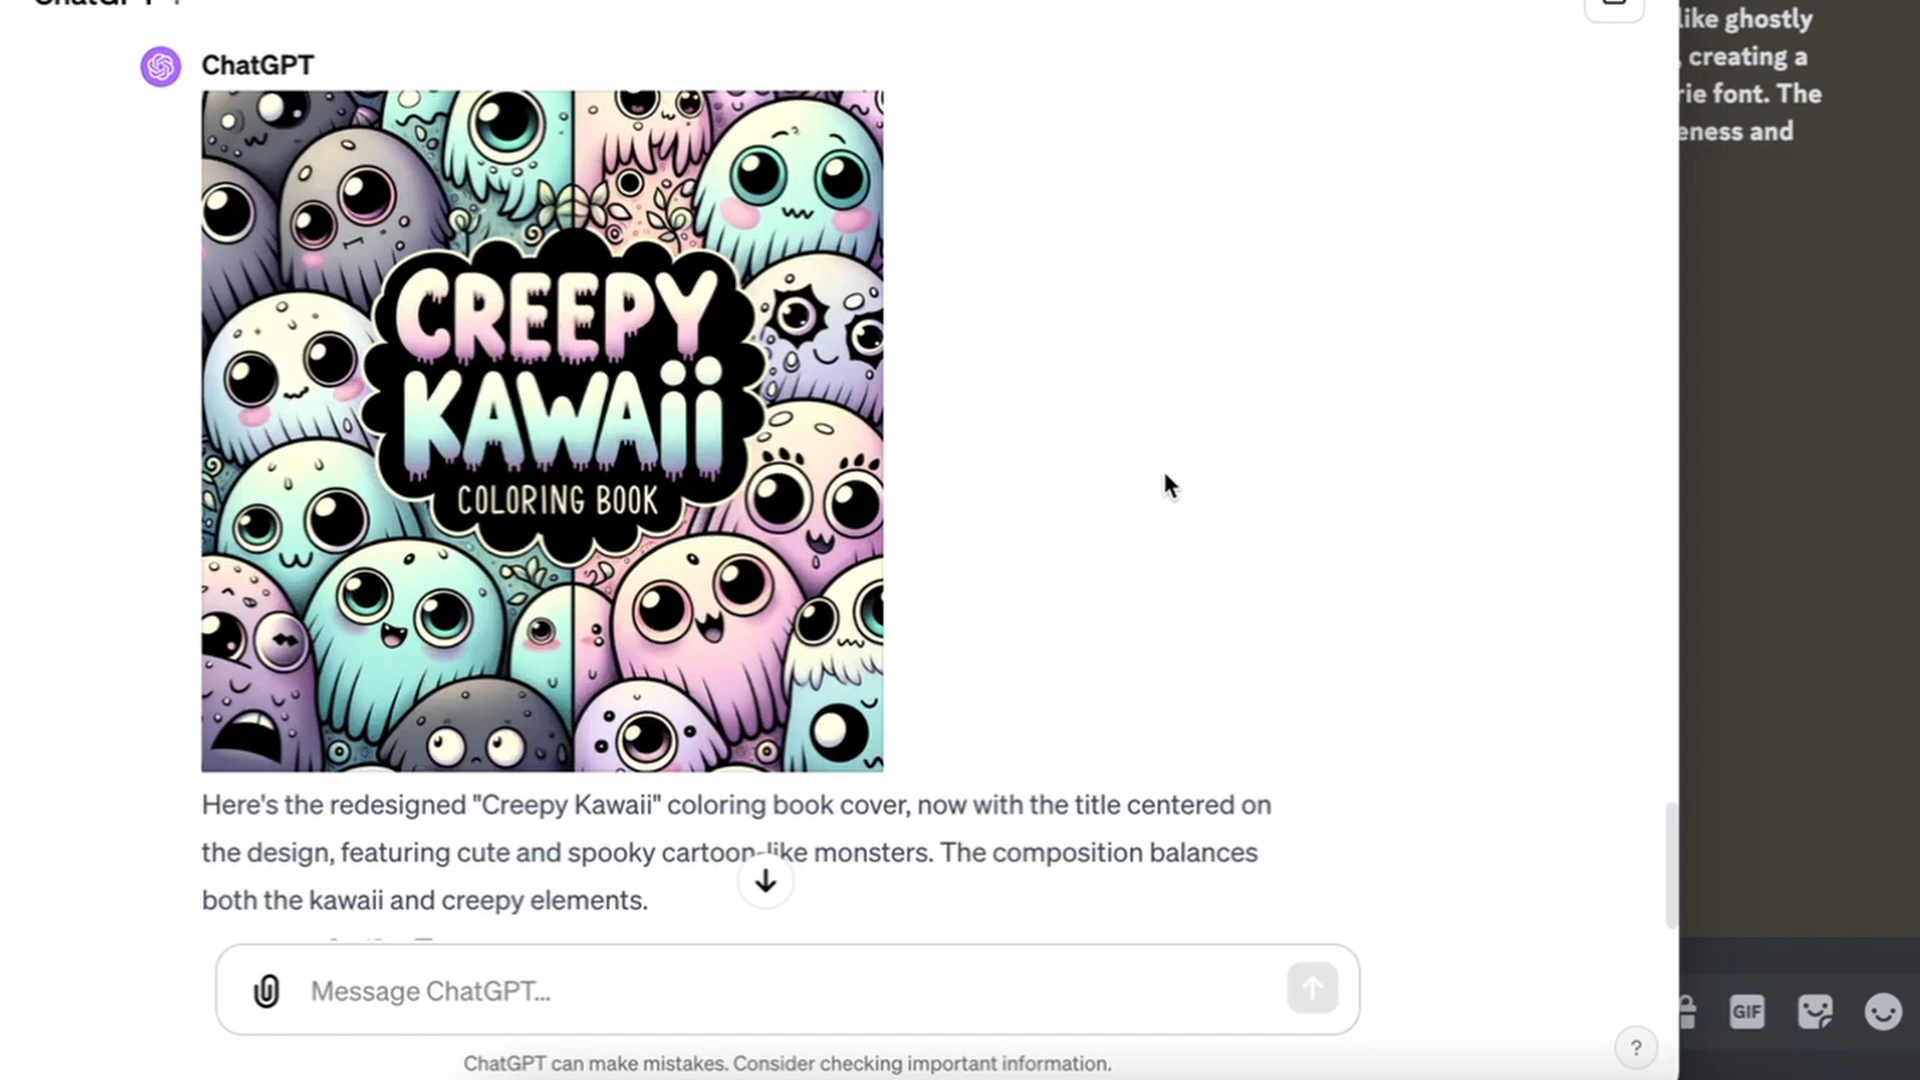 ChatGPT
like ghostly
, creating a
rie font. The
eness and
ChatGPT
CREEPY
KAWAii
COLORING BOOK
Here's the redesigned "Creepy Kawaii" coloring book cover, now with the title centered on
the design, featuring cute and spooky cartoon-like monsters. The composition balances
both the kawaii and creepy elements.
Message ChatGPT...
GIF
?
ChatGPT can make mistakes. Consider checking important information.